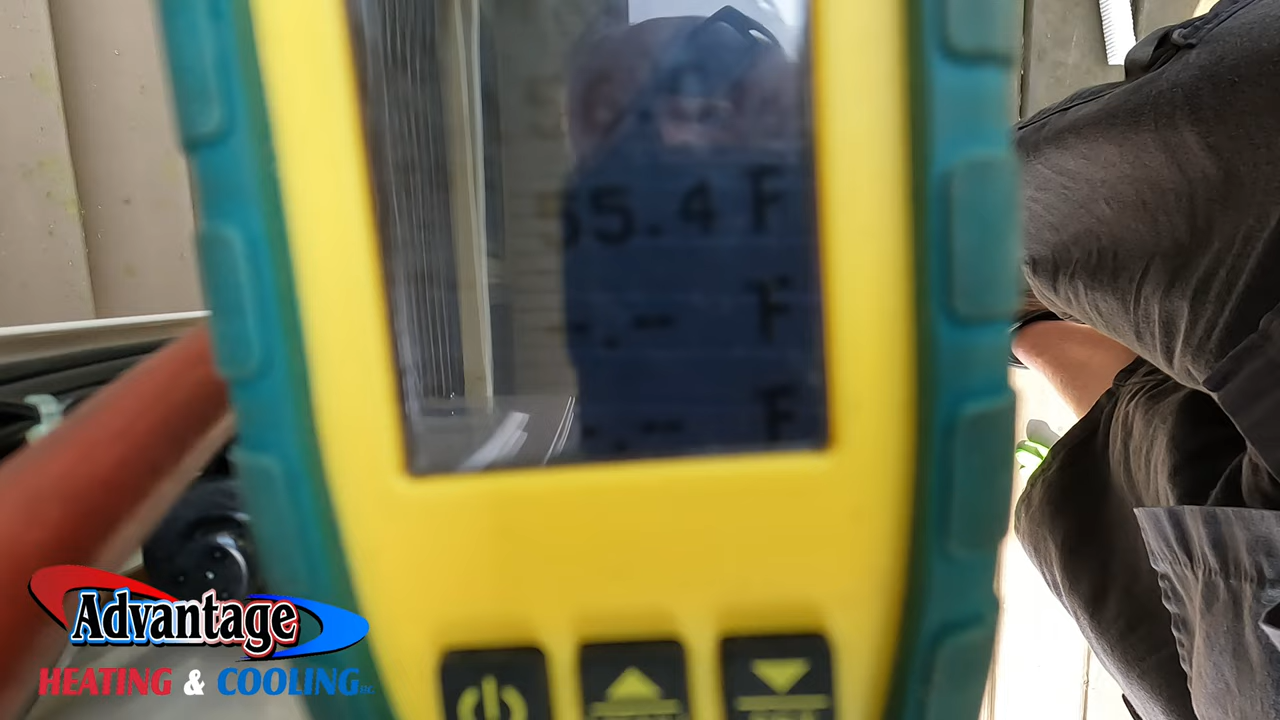 55.4 F
-.- F
-.- F
Advantage
HEATING & COOLING